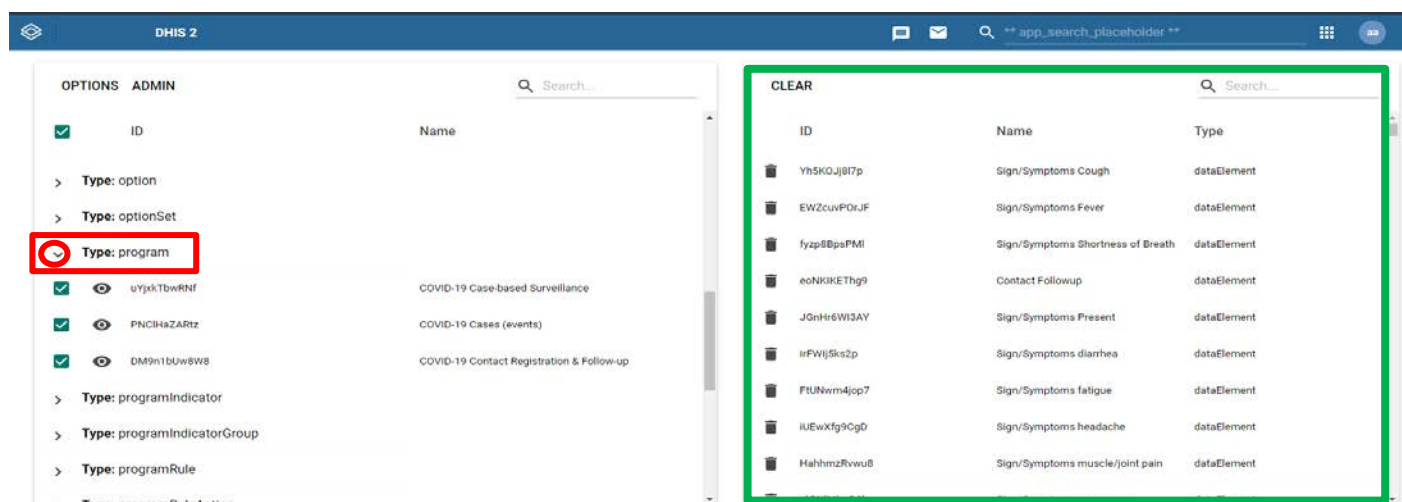 DHIS 2
** app_search_placeholder **
aa
OPTIONS ADMIN
Search...
ID Name
Type: option
Type: optionSet
Type: program
uYjxkTbwRNf COVID-19 Case-based Surveillance
PNClHaZARtz COVID-19 Cases (events)
DM9n1bUw8W8 COVID-19 Contact Registration & Follow-up
Type: programIndicator
Type: programIndicatorGroup
Type: programRule
CLEAR
Search...
ID Name Type
Yh5KOJj8l7p Sign/Symptoms Cough dataElement
EWZcuvPOrJF Sign/Symptoms Fever dataElement
fyzp8BpsPMl Sign/Symptoms Shortness of Breath dataElement
eoNKIKEThg9 Contact Followup dataElement
JGnHr6WI3AY Sign/Symptoms Present dataElement
IrFWIj5ks2p Sign/Symptoms diarrhea dataElement
FtUNwm4jop7 Sign/Symptoms fatigue dataElement
iUEwXfg9CgD Sign/Symptoms headache dataElement
HahhmzRvwu8 Sign/Symptoms muscle/joint pain dataElement